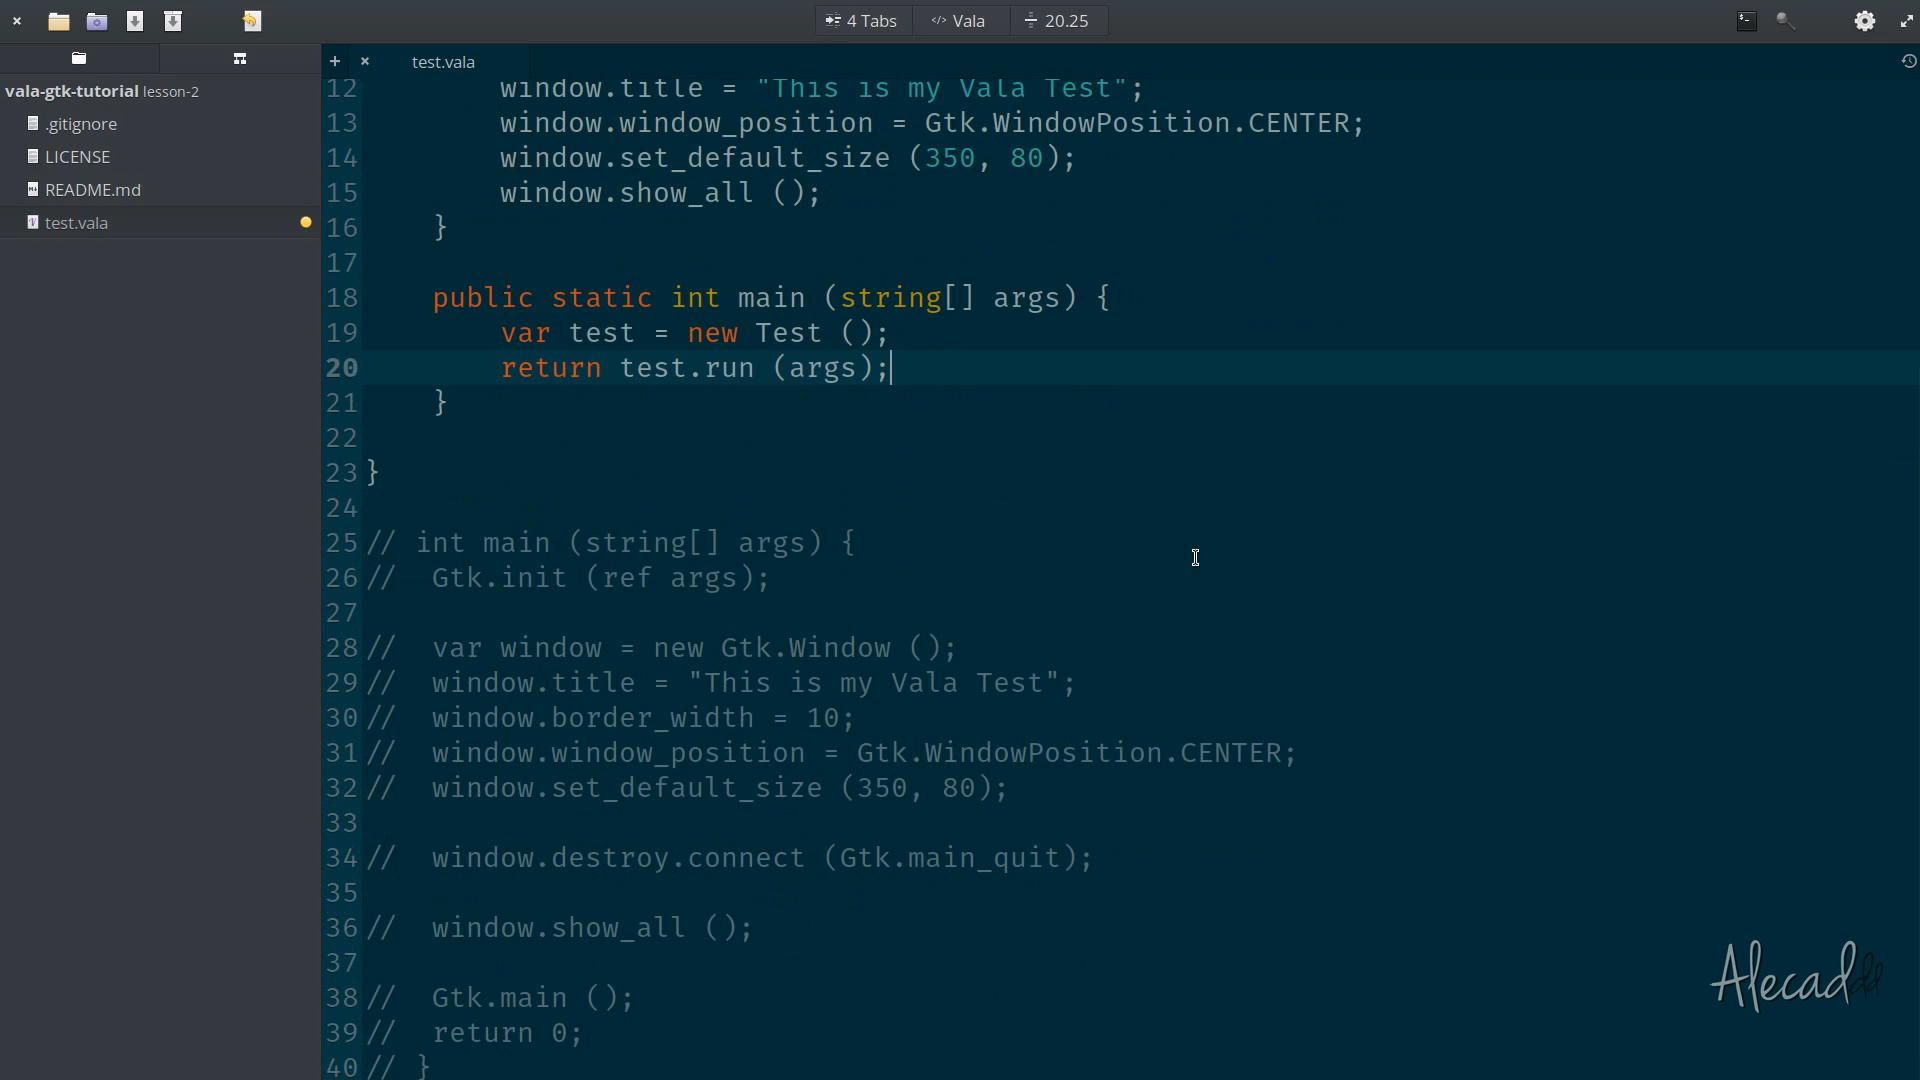 4 Tabs
Vala
20.25
test.vala
vala-gtk-tutorial lesson-2
.gitignore
LICENSE
README.md
test.vala
12 window.title = "This is my Vala Test";
13 window.window_position = Gtk.WindowPosition.CENTER;
14 window.set_default_size (350, 80);
15 window.show_all ();
16 }
17
18 public static int main (string[] args) {
19 var test = new Test ();
20 return test.run (args);
21 }
22
23 }
24
25 // int main (string[] args) {
26 // Gtk.init (ref args);
27
28 // var window = new Gtk.Window ();
29 // window.title = "This is my Vala Test";
30 // window.border_width = 10;
31 // window.window_position = Gtk.WindowPosition.CENTER;
32 // window.set_default_size (350, 80);
33
34 // window.destroy.connect (Gtk.main_quit);
35
36 // window.show_all ();
37
38 // Gtk.main ();
39 // return 0;
40 // }
Alecaddd